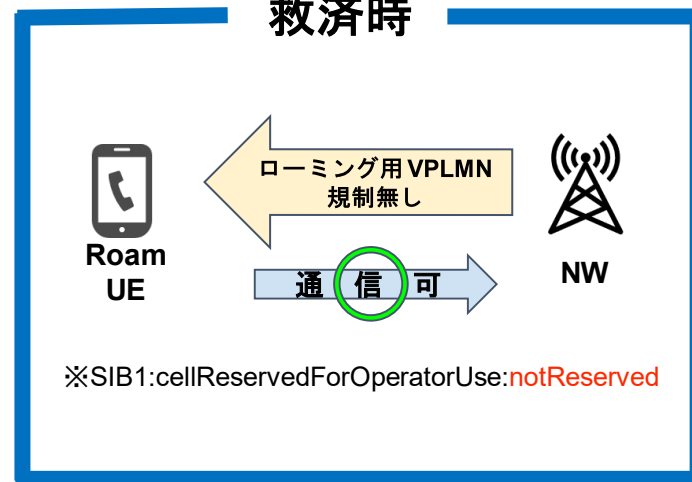 救済時
ローミング用VPLMN
規制無し
Roam
UE
NW
通信可
※SIB1:cellReservedForOperatorUse:notReserved